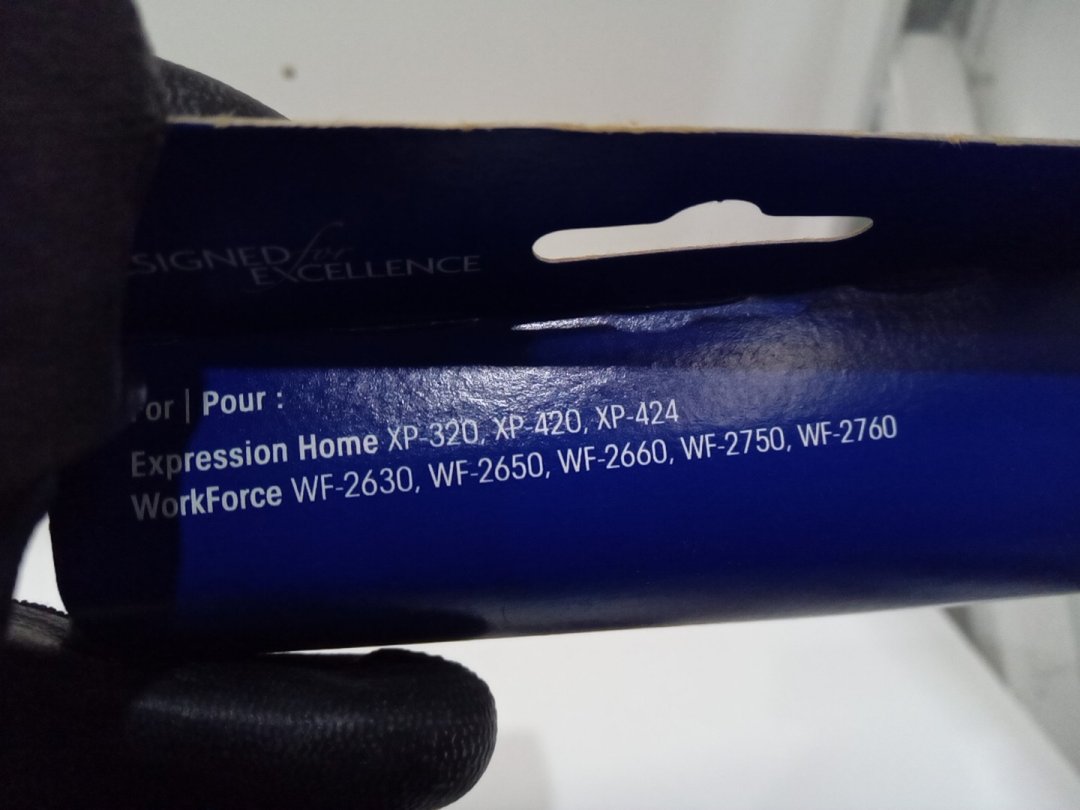 SIGNED for
EXCELLENCE
or | Pour :
Expression Home XP-320, XP-420, XP-424
WorkForce WF-2630, WF-2650, WF-2660, WF-2750, WF-2760